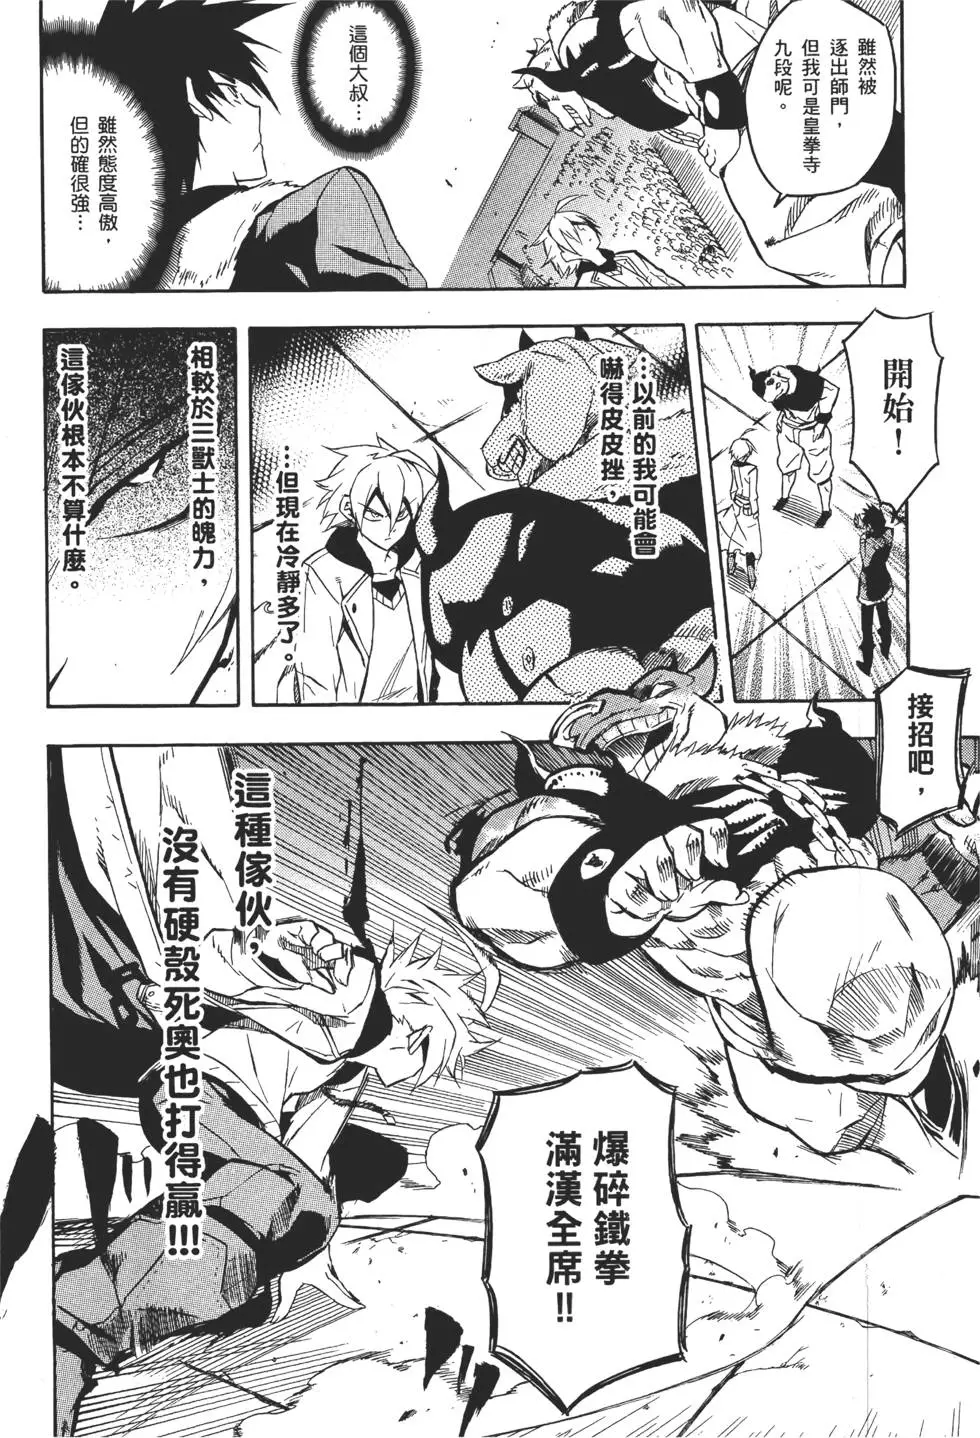 雖然被
逐出師門，
但我可是皇拳寺
九段呢。
這個大叔…
雖然態度高傲，
但的確很強…
開始！
…以前的我可能會
嚇得皮皮挫，
…但現在冷靜多了。
相較於三獸士的魄力，
這傢伙根本不算什麼。
接招吧，
爆碎鐵拳
滿漢全席!!
這種傢伙，
沒有硬殼死奧也打得贏!!!